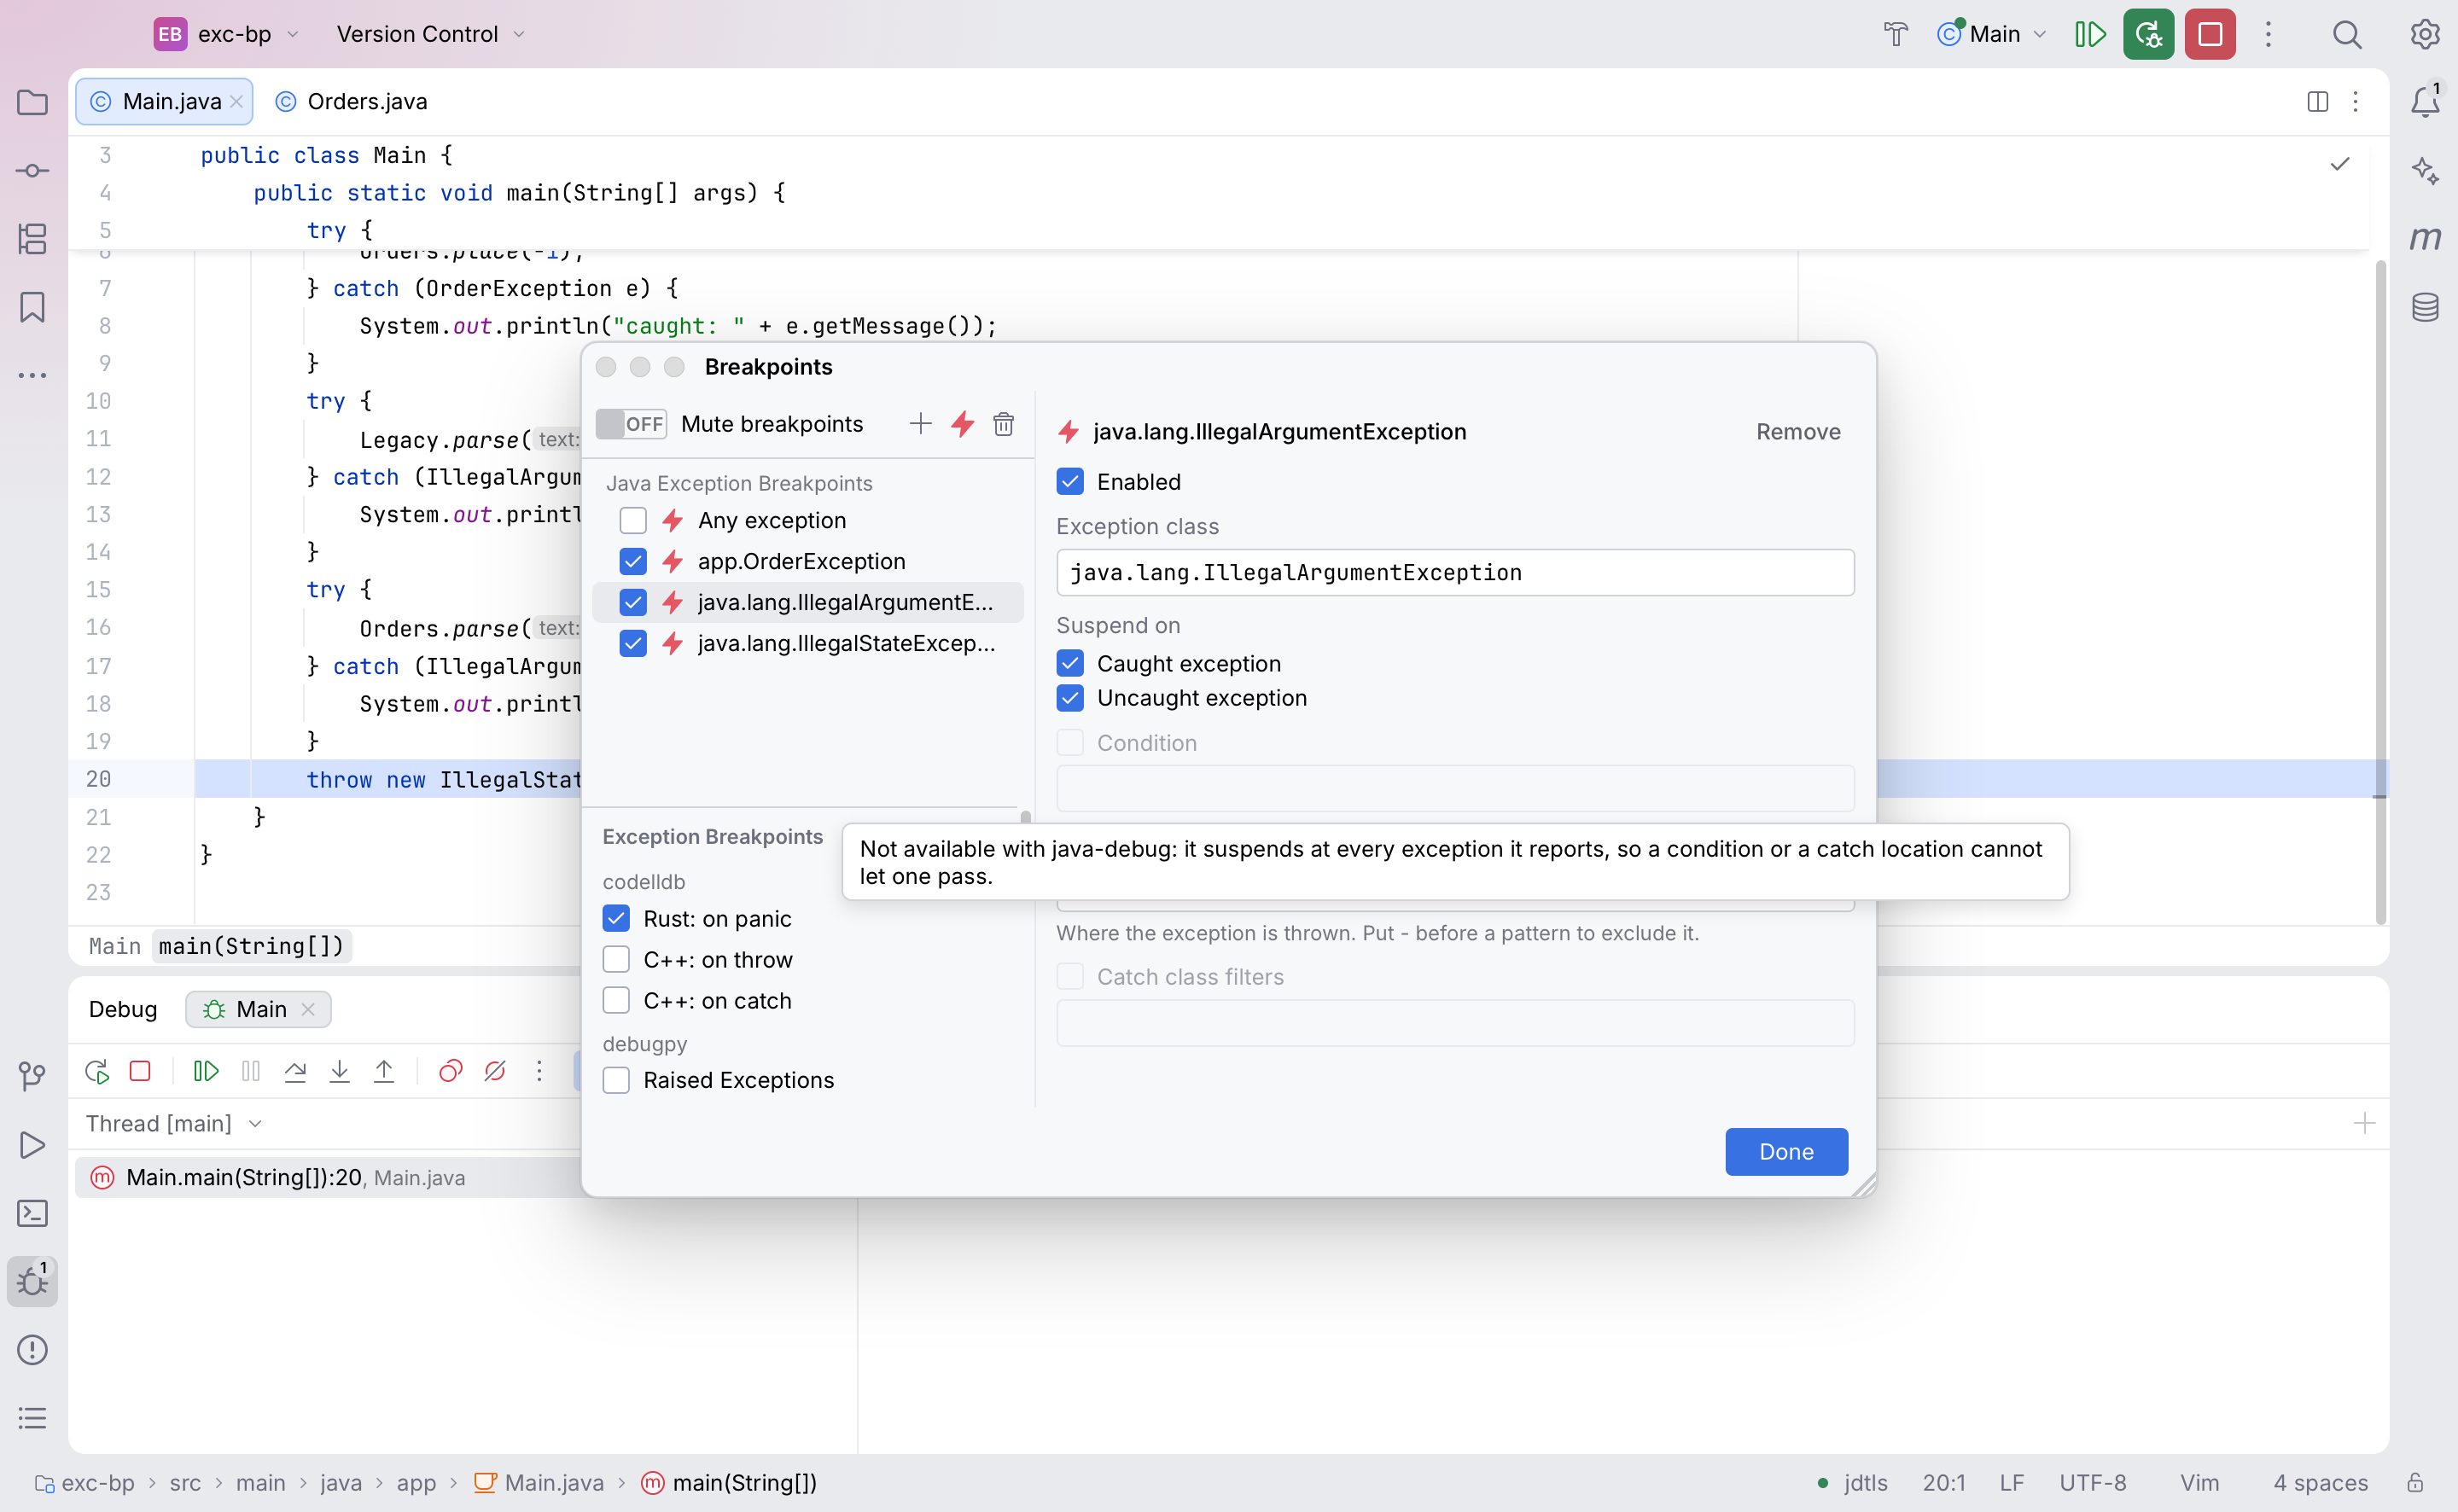 EB exc-bp Version Control Main
Main.java Orders.java
1
3 public class Main {
4 public static void main(String[] args) {
5 try {
6 Orders.place(-1);
7 } catch (OrderException e) {
8 System.out.println("caught: " + e.getMessage());
9 }
10 try {
11 Legacy.parse( text:
12 } catch (IllegalArgum
13 System.out.printl
14 }
15 try {
16 Orders.parse( text:
17 } catch (IllegalArgum
18 System.out.printl
19 }
20 throw new IllegalStat
21 }
22 }
23
Main main(String[])
m
Breakpoints
OFF Mute breakpoints
Java Exception Breakpoints
Any exception
app.OrderException
java.lang.IllegalArgumentE...
java.lang.IllegalStateExcep...
Exception Breakpoints
codelldb
Rust: on panic
C++: on throw
C++: on catch
debugpy
Raised Exceptions
java.lang.IllegalArgumentException Remove
Enabled
Exception class
java.lang.IllegalArgumentException
Suspend on
Caught exception
Uncaught exception
Condition
Not available with java-debug: it suspends at every exception it reports, so a condition or a catch location cannot
let one pass.
Where the exception is thrown. Put - before a pattern to exclude it.
Catch class filters
Done
Debug Main
Thread [main]
m Main.main(String[]):20, Main.java
1
exc-bp › src › main › java › app › Main.java › m main(String[])
jdtls 20:1 LF UTF-8 Vim 4 spaces